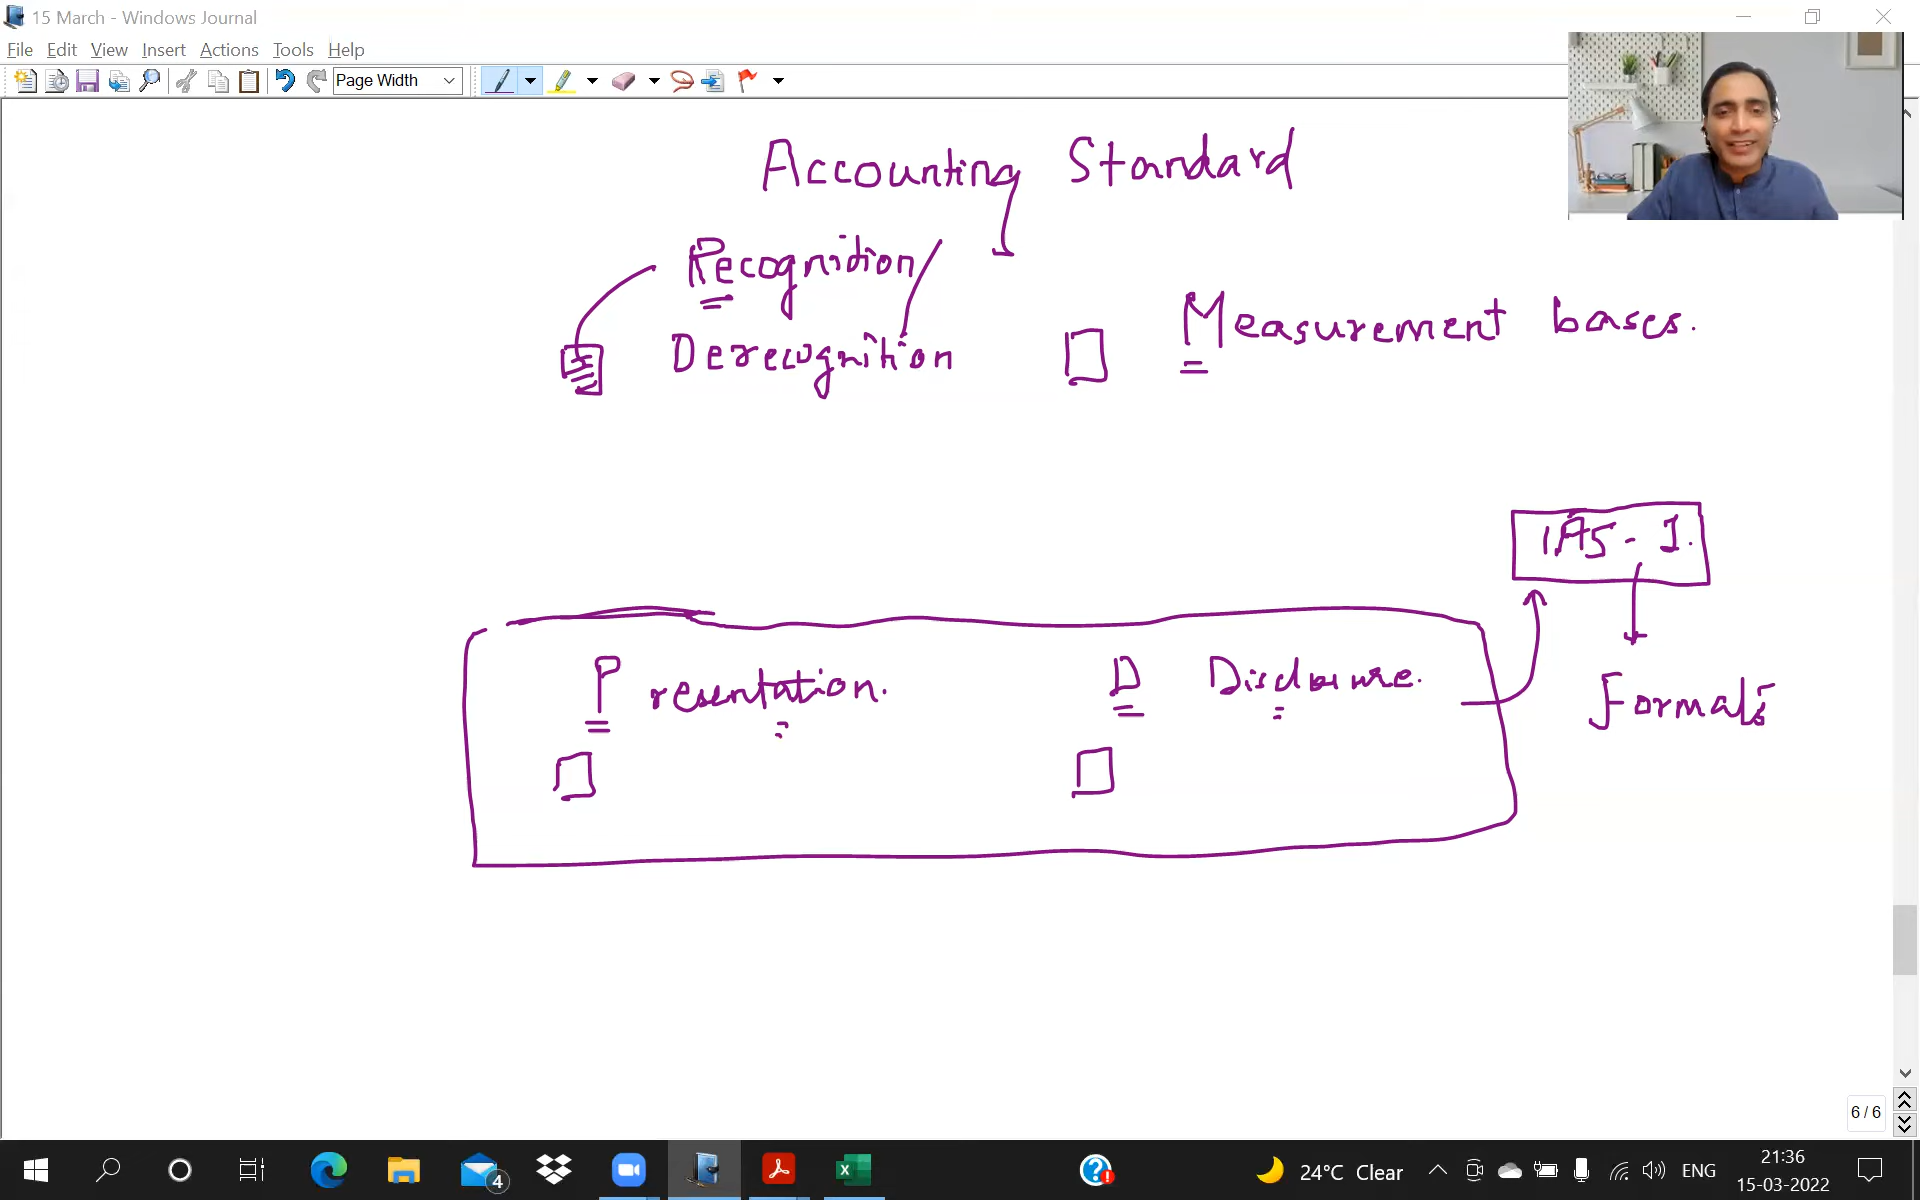 15 March - Windows Journal
File Edit View Insert Actions Tools Help
Page Width
Accounting Standard
Recognition/
Derecognition
Measurement bases.
IAS - 1.
Presentation.
D Disclosure.
Formats
6 / 6
4
24°C Clear
ENG
21:36
15-03-2022